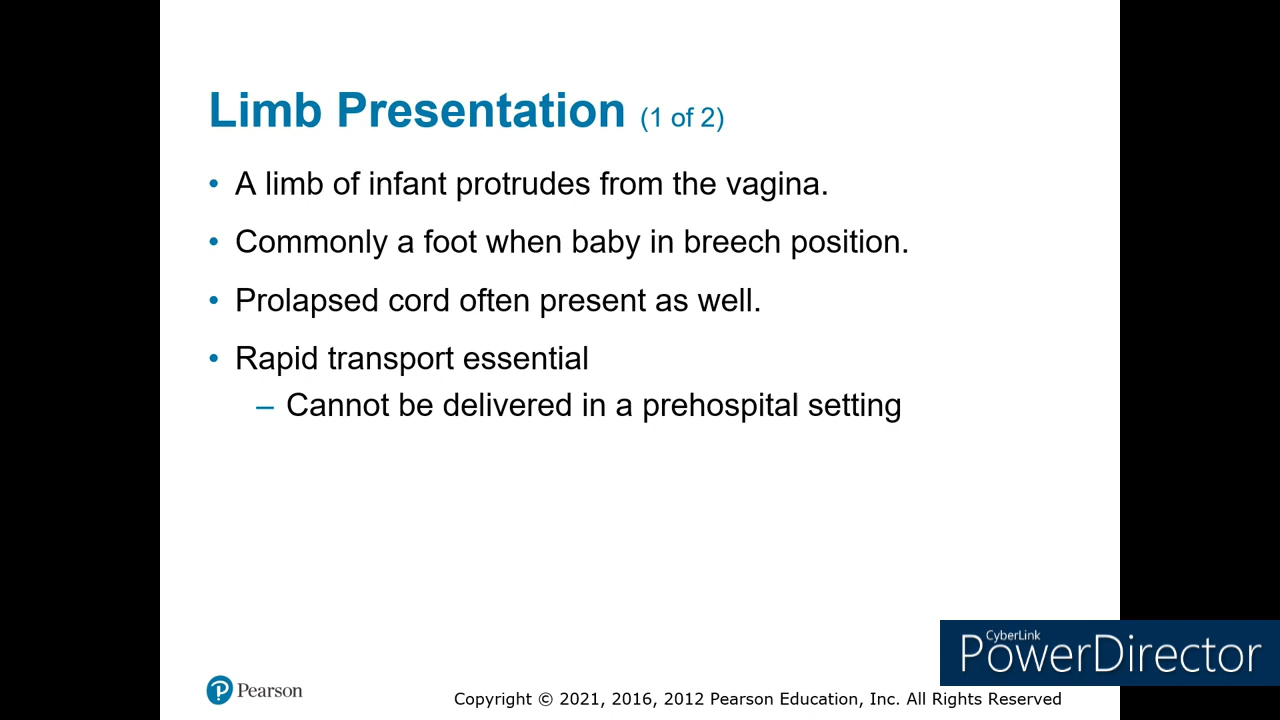 Limb Presentation (1 of 2)
• A limb of infant protrudes from the vagina.
• Commonly a foot when baby in breech position.
• Prolapsed cord often present as well.
• Rapid transport essential
– Cannot be delivered in a prehospital setting
CyberLink
PowerDirector
Pearson
Copyright © 2021, 2016, 2012 Pearson Education, Inc. All Rights Reserved